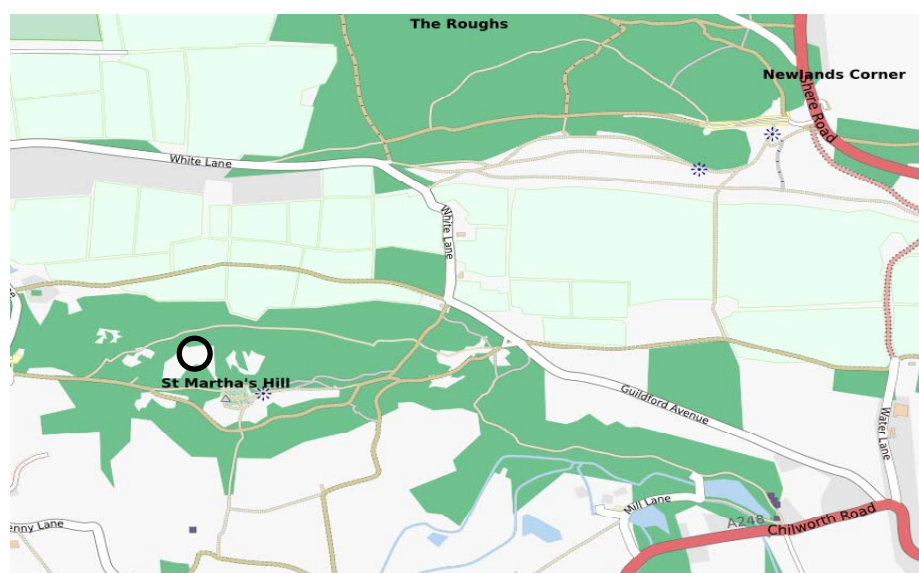 The Roughs
Newlands Corner
Shere Road
White Lane
White Lane
St Martha's Hill
Guildford Avenue
Water Lane
Mill Lane
enny Lane
A248
Chilworth Road